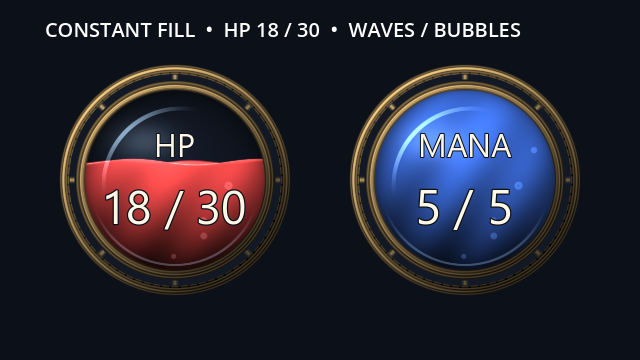 CONSTANT FILL • HP 18 / 30 • WAVES / BUBBLES
HP
18 / 30
MANA
5 / 5